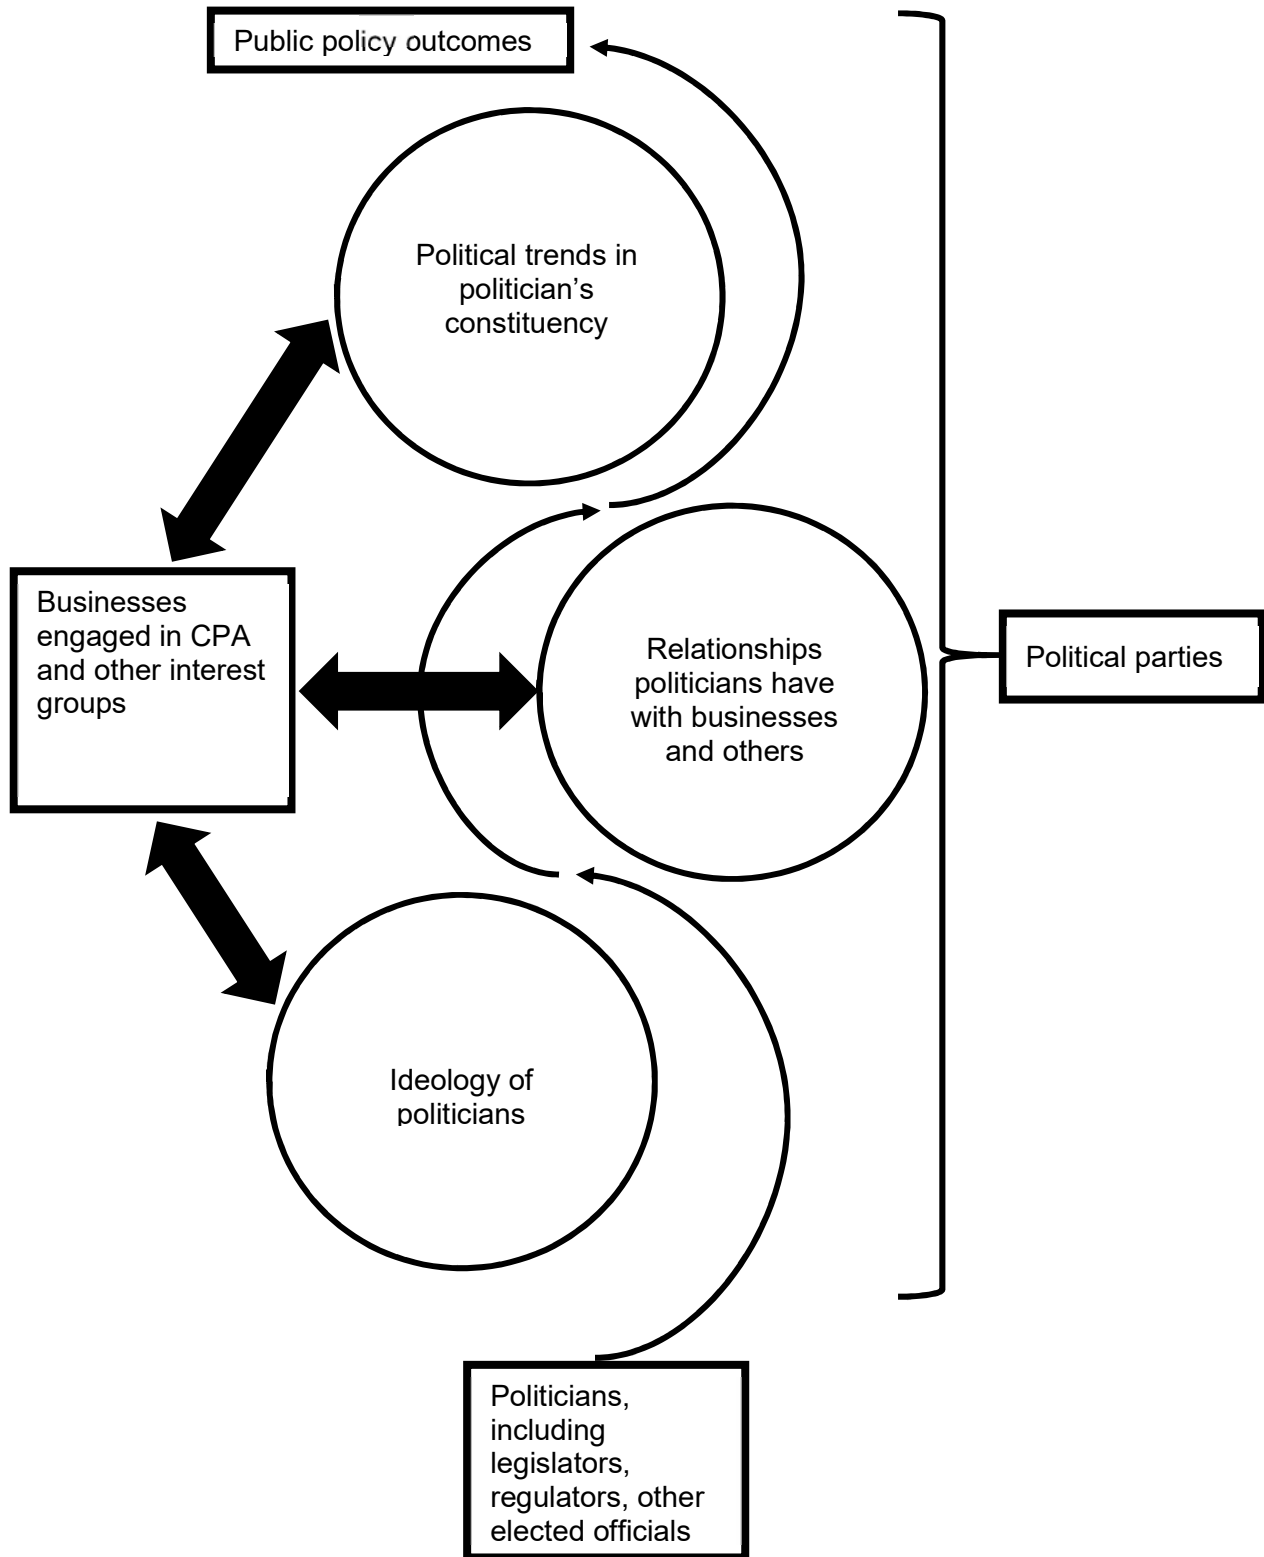 Public policy outcomes
Political trends in
politician’s
constituency
Businesses
engaged in CPA
and other interest
groups
Relationships
politicians have
with businesses
and others
Political parties
Ideology of
politicians
Politicians,
including
legislators,
regulators, other
elected officials